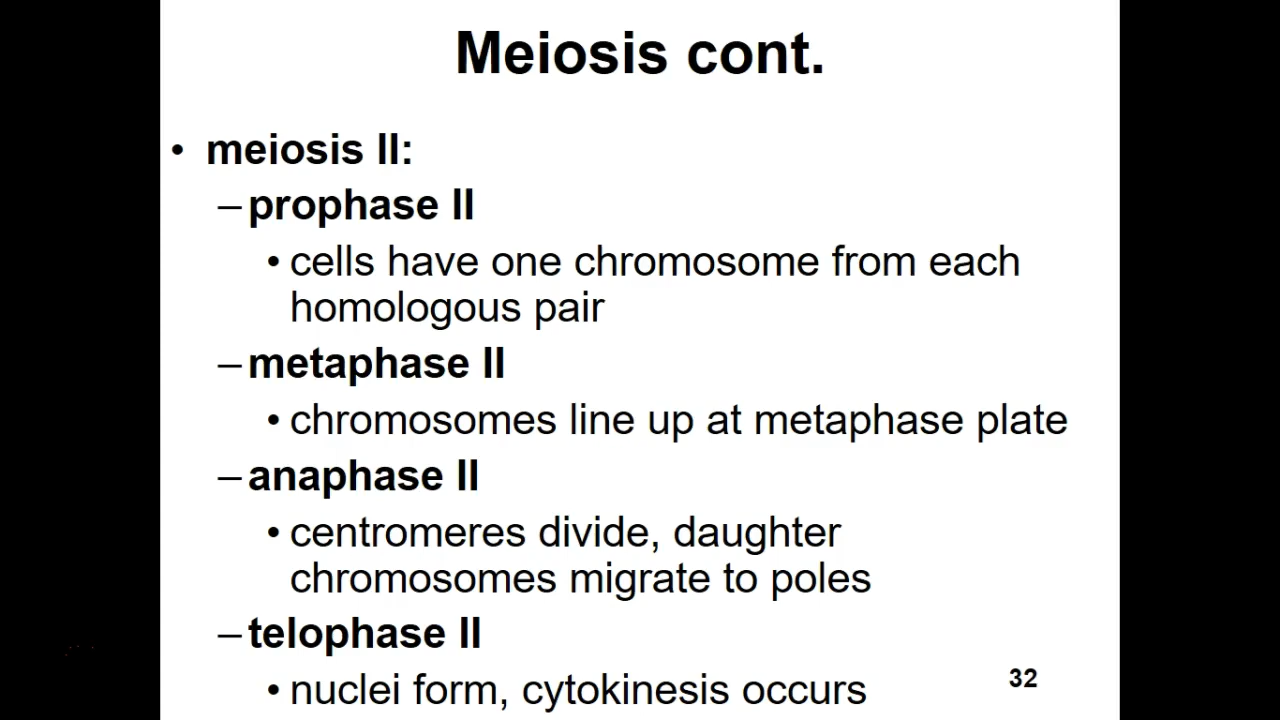 Meiosis cont.
• meiosis II:
–prophase II
• cells have one chromosome from each
homologous pair
–metaphase II
• chromosomes line up at metaphase plate
–anaphase II
• centromeres divide, daughter
chromosomes migrate to poles
–telophase II
• nuclei form, cytokinesis occurs
32